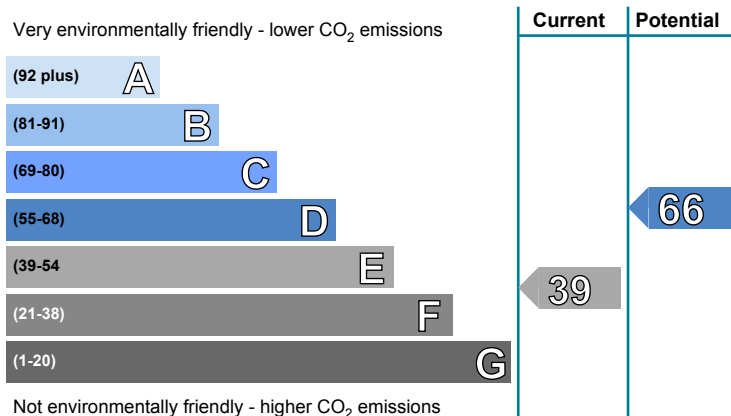 Very environmentally friendly - lower CO₂ emissions
Current
Potential
(92 plus) A
(81-91) B
(69-80) C
(55-68) D
66
(39-54 E
39
(21-38) F
(1-20) G
Not environmentally friendly - higher CO₂ emissions